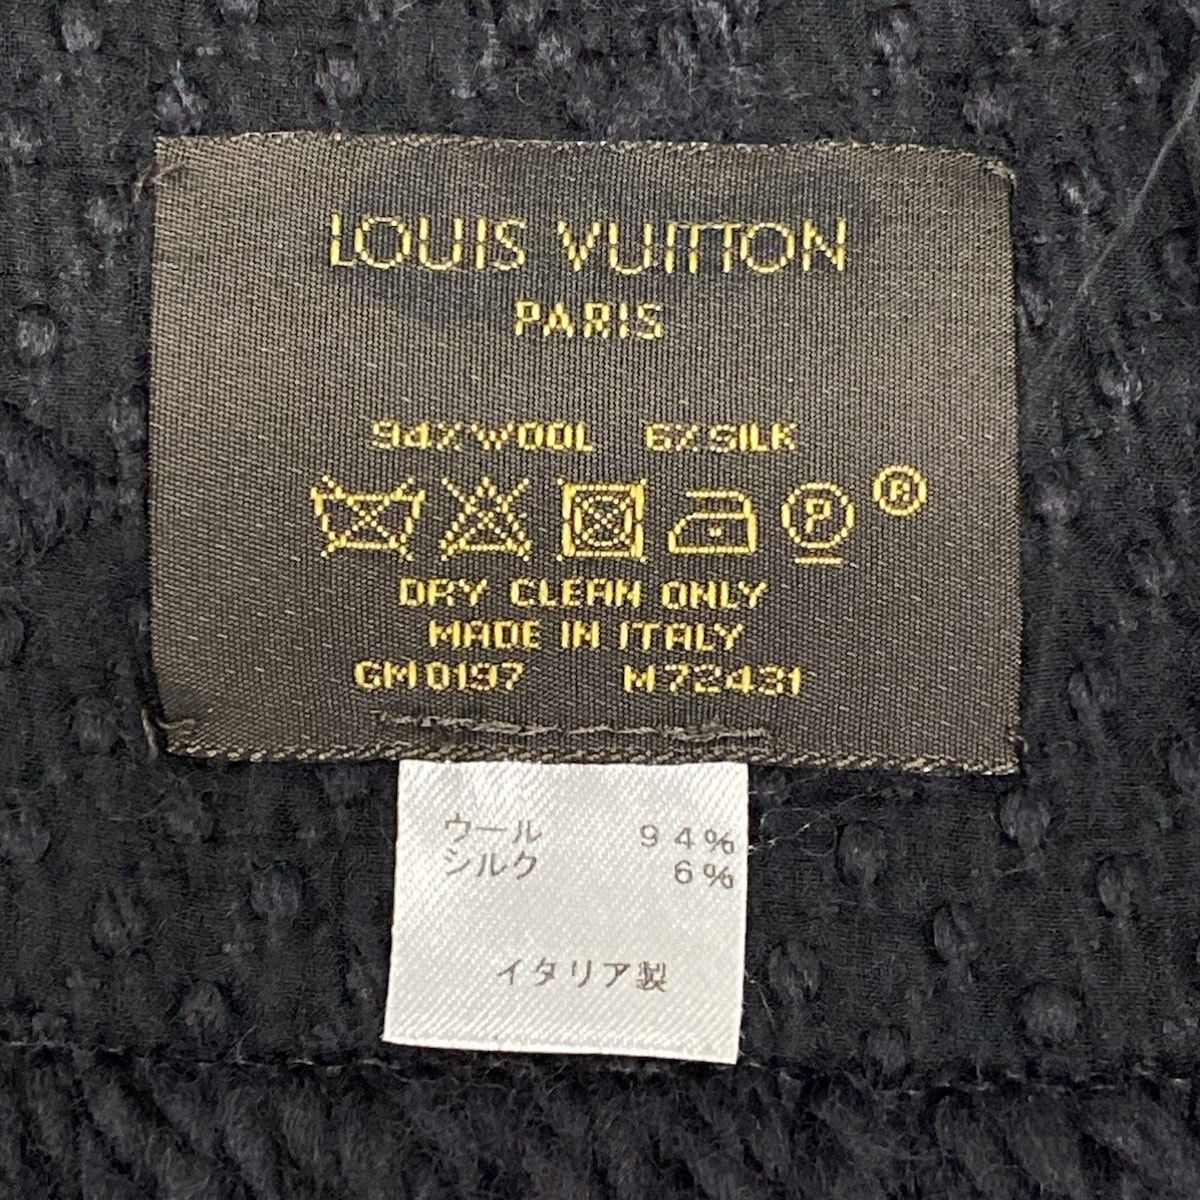 LOUIS VUITTON
PARIS
94%WOOL 6%SILK
P ®
DRY CLEAN ONLY
MADE IN ITALY
GM0197 M72431
ウール 94%
シルク 6%
イタリア製